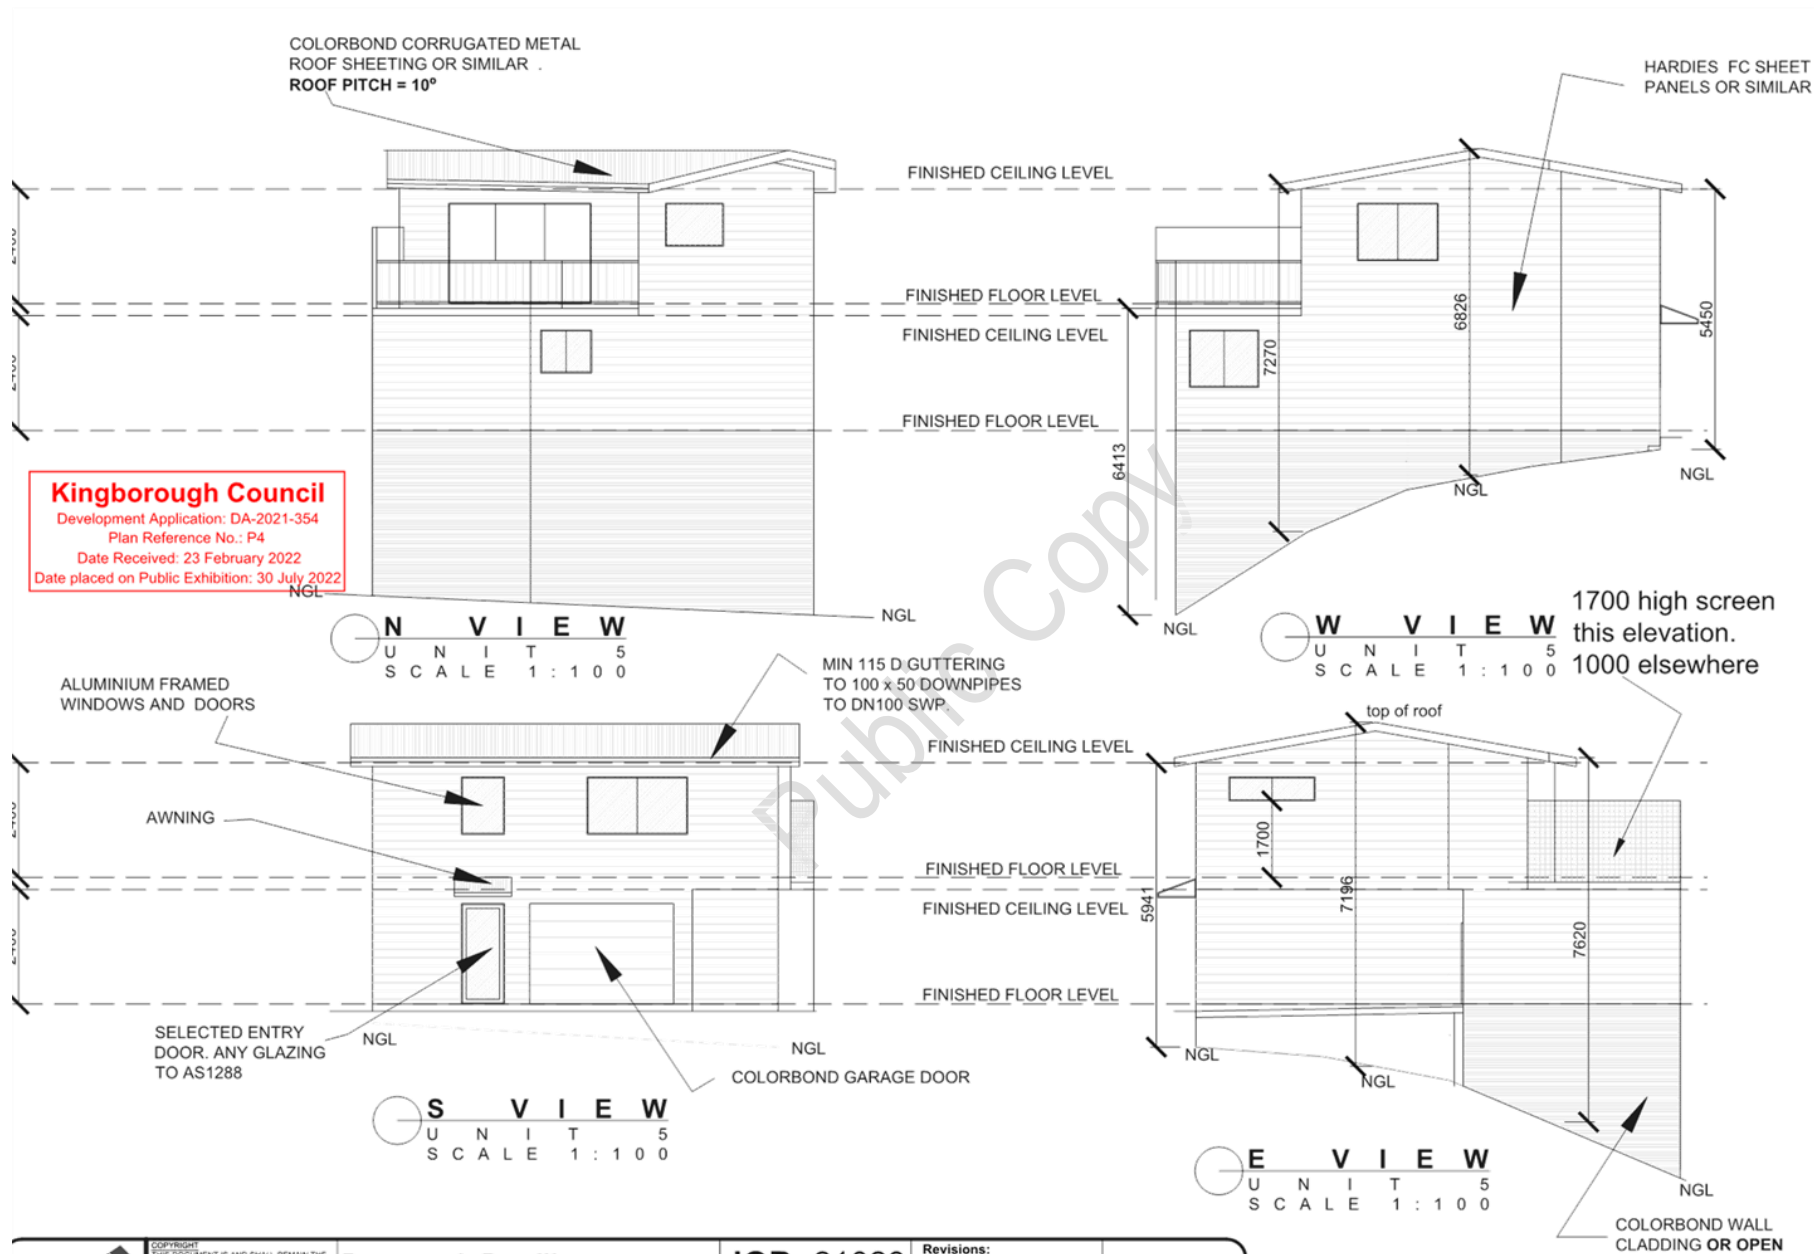 COLORBOND CORRUGATED METAL
ROOF SHEETING OR SIMILAR .
ROOF PITCH = 10º
HARDIES FC SHEET
PANELS OR SIMILAR
FINISHED CEILING LEVEL
FINISHED FLOOR LEVEL
FINISHED CEILING LEVEL
FINISHED FLOOR LEVEL
2400
2400
6413
7270
6826
5450
NGL
NGL
NGL
NGL
NGL
Kingborough Council
Development Application: DA-2021-354
Plan Reference No.: P4
Date Received: 23 February 2022
Date placed on Public Exhibition: 30 July 2022
Public Copy
N VIEW
UNIT 5
SCALE 1:100
W VIEW
UNIT 5
SCALE 1:100
1700 high screen
this elevation.
1000 elsewhere
ALUMINIUM FRAMED
WINDOWS AND DOORS
MIN 115 D GUTTERING
TO 100 x 50 DOWNPIPES
TO DN100 SWP.
top of roof
AWNING
FINISHED CEILING LEVEL
FINISHED FLOOR LEVEL
FINISHED CEILING LEVEL
FINISHED FLOOR LEVEL
2400
2400
5941
1700
7196
7620
SELECTED ENTRY
DOOR. ANY GLAZING
TO AS1288
NGL
NGL
COLORBOND GARAGE DOOR
NGL
NGL
NGL
S VIEW
UNIT 5
SCALE 1:100
E VIEW
UNIT 5
SCALE 1:100
COLORBOND WALL
CLADDING OR OPEN
COPYRIGHT
Revisions: